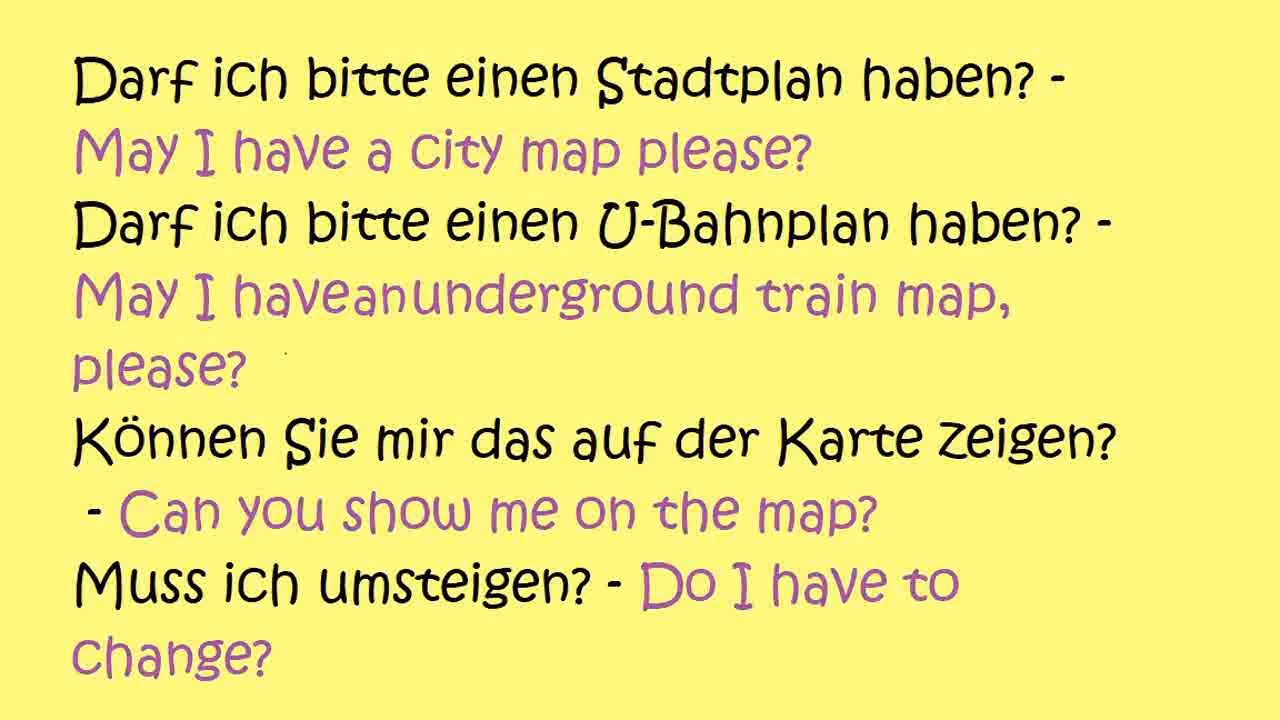 Darf ich bitte einen Stadtplan haben? -
May I have a city map please?
Darf ich bitte einen U-Bahnplan haben? -
May I haveanunderground train map,
please?
Können Sie mir das auf der Karte zeigen?
- Can you show me on the map?
Muss ich umsteigen? - Do I have to
change?